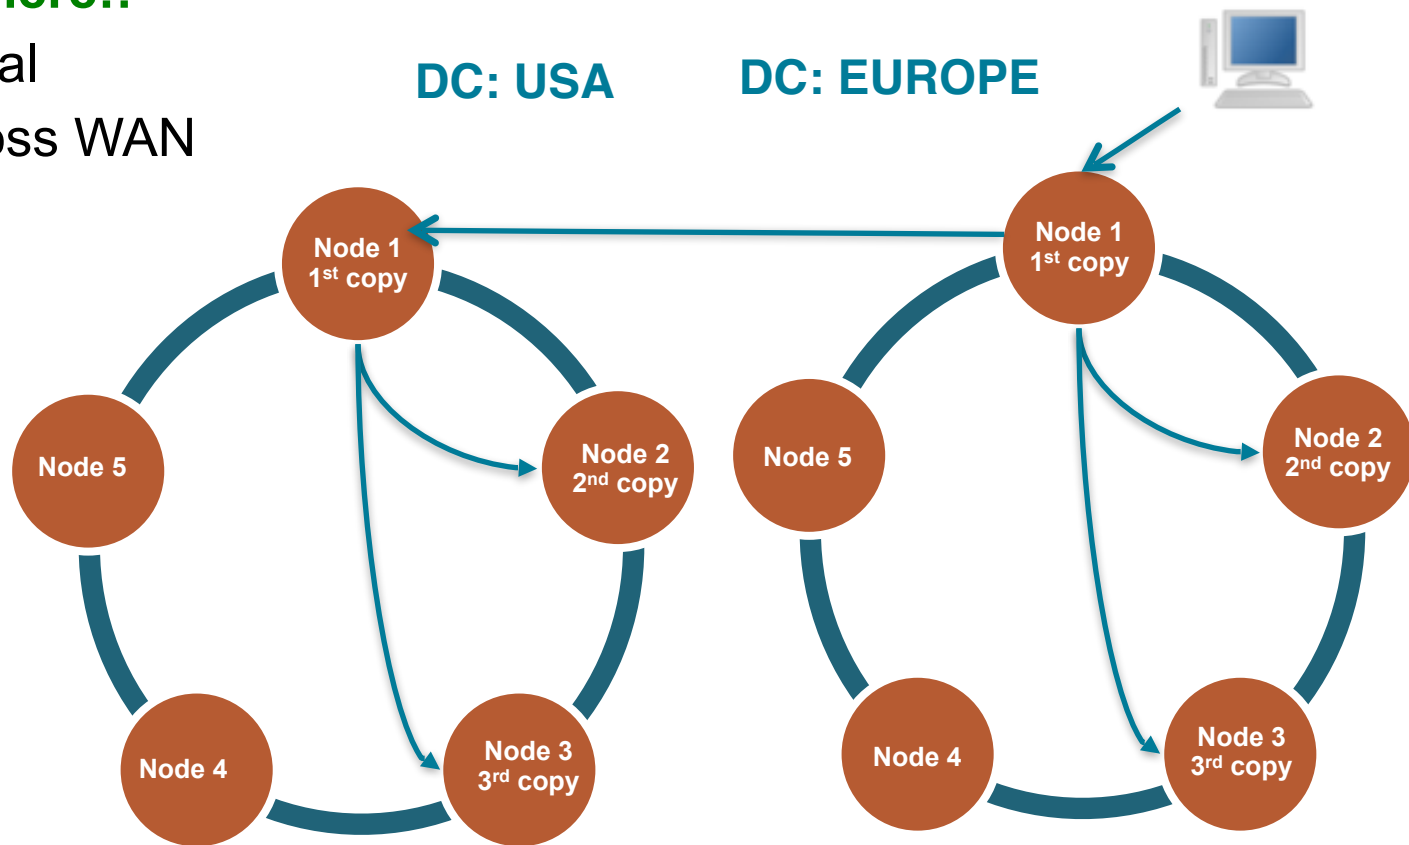 al
DC: USA
DC: EUROPE
oss WAN
Node 1
1st copy
Node 1
1st copy
Node 5
Node 2
2nd copy
Node 5
Node 2
2nd copy
Node 4
Node 3
3rd copy
Node 4
Node 3
3rd copy